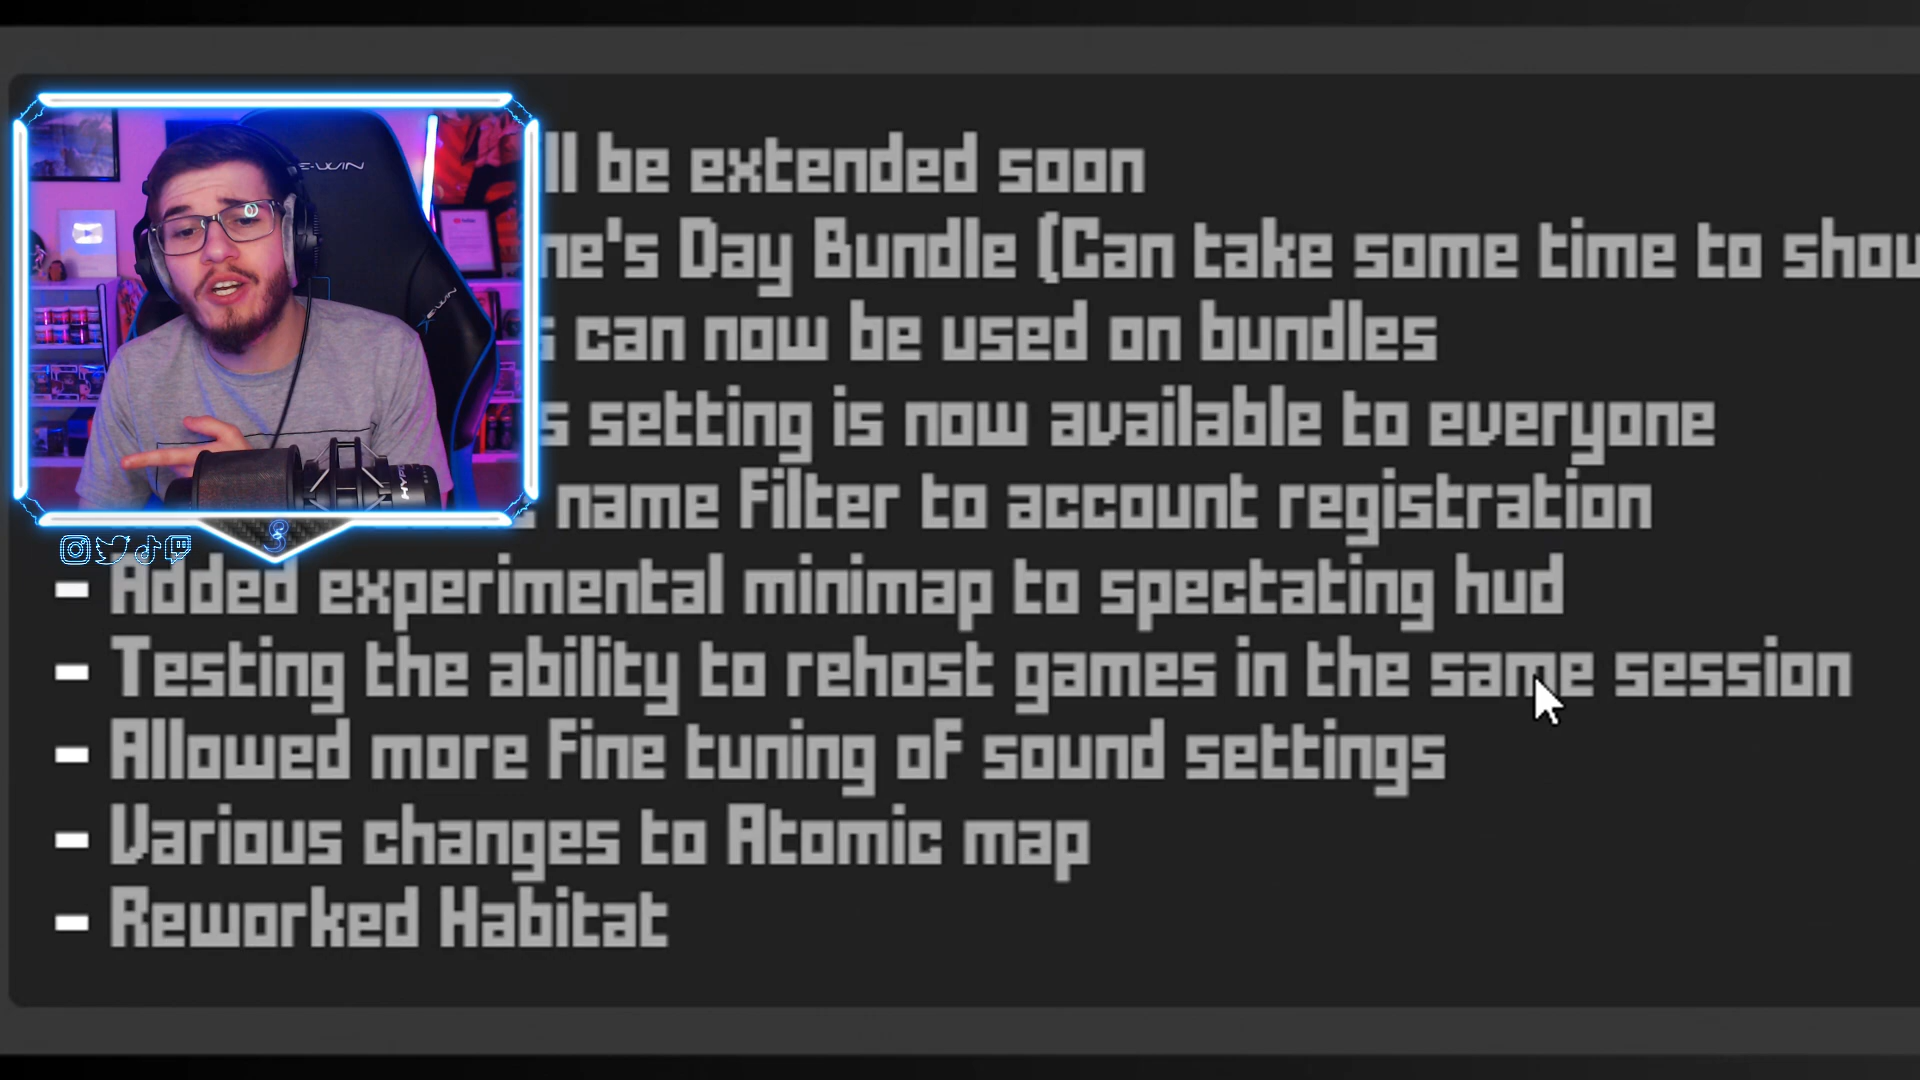 be extended soon
Day Bundle (Can take some time to
can now be used on bundles
setting is now available to everyone
name Filter to account registration
- Added experimental minimap to spectating hud
- Testing the ability to rehost games in the same session
- Allowed more Fine tuning of sound settings
- Various changes to Atomic map
- Reworked Habitat
E-WIN